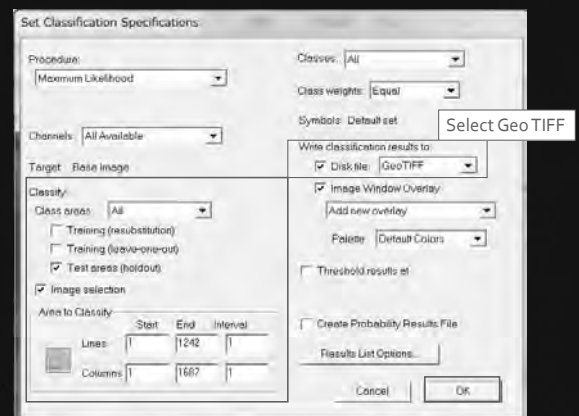 Set Classification Specifications
Procedure:
Maximum Likelihood
Channels: All Available
Target: Base Image
Classify:
Class areas: All
Training (resubstitution)
Training (leave-one-out)
Test areas (holdout)
Image selection
Area to Classify
Start End Interval
Lines 1 1242 1
Columns 1 1687 1
Classes: All
Class weights: Equal
Symbols: Default set
Select Geo TIFF
Write classification results to:
Disk file: GeoTIFF
Image Window Overlay
Add new overlay
Palette: Default Colors
Threshold results at
Create Probability Results File
Results List Options...
Cancel OK